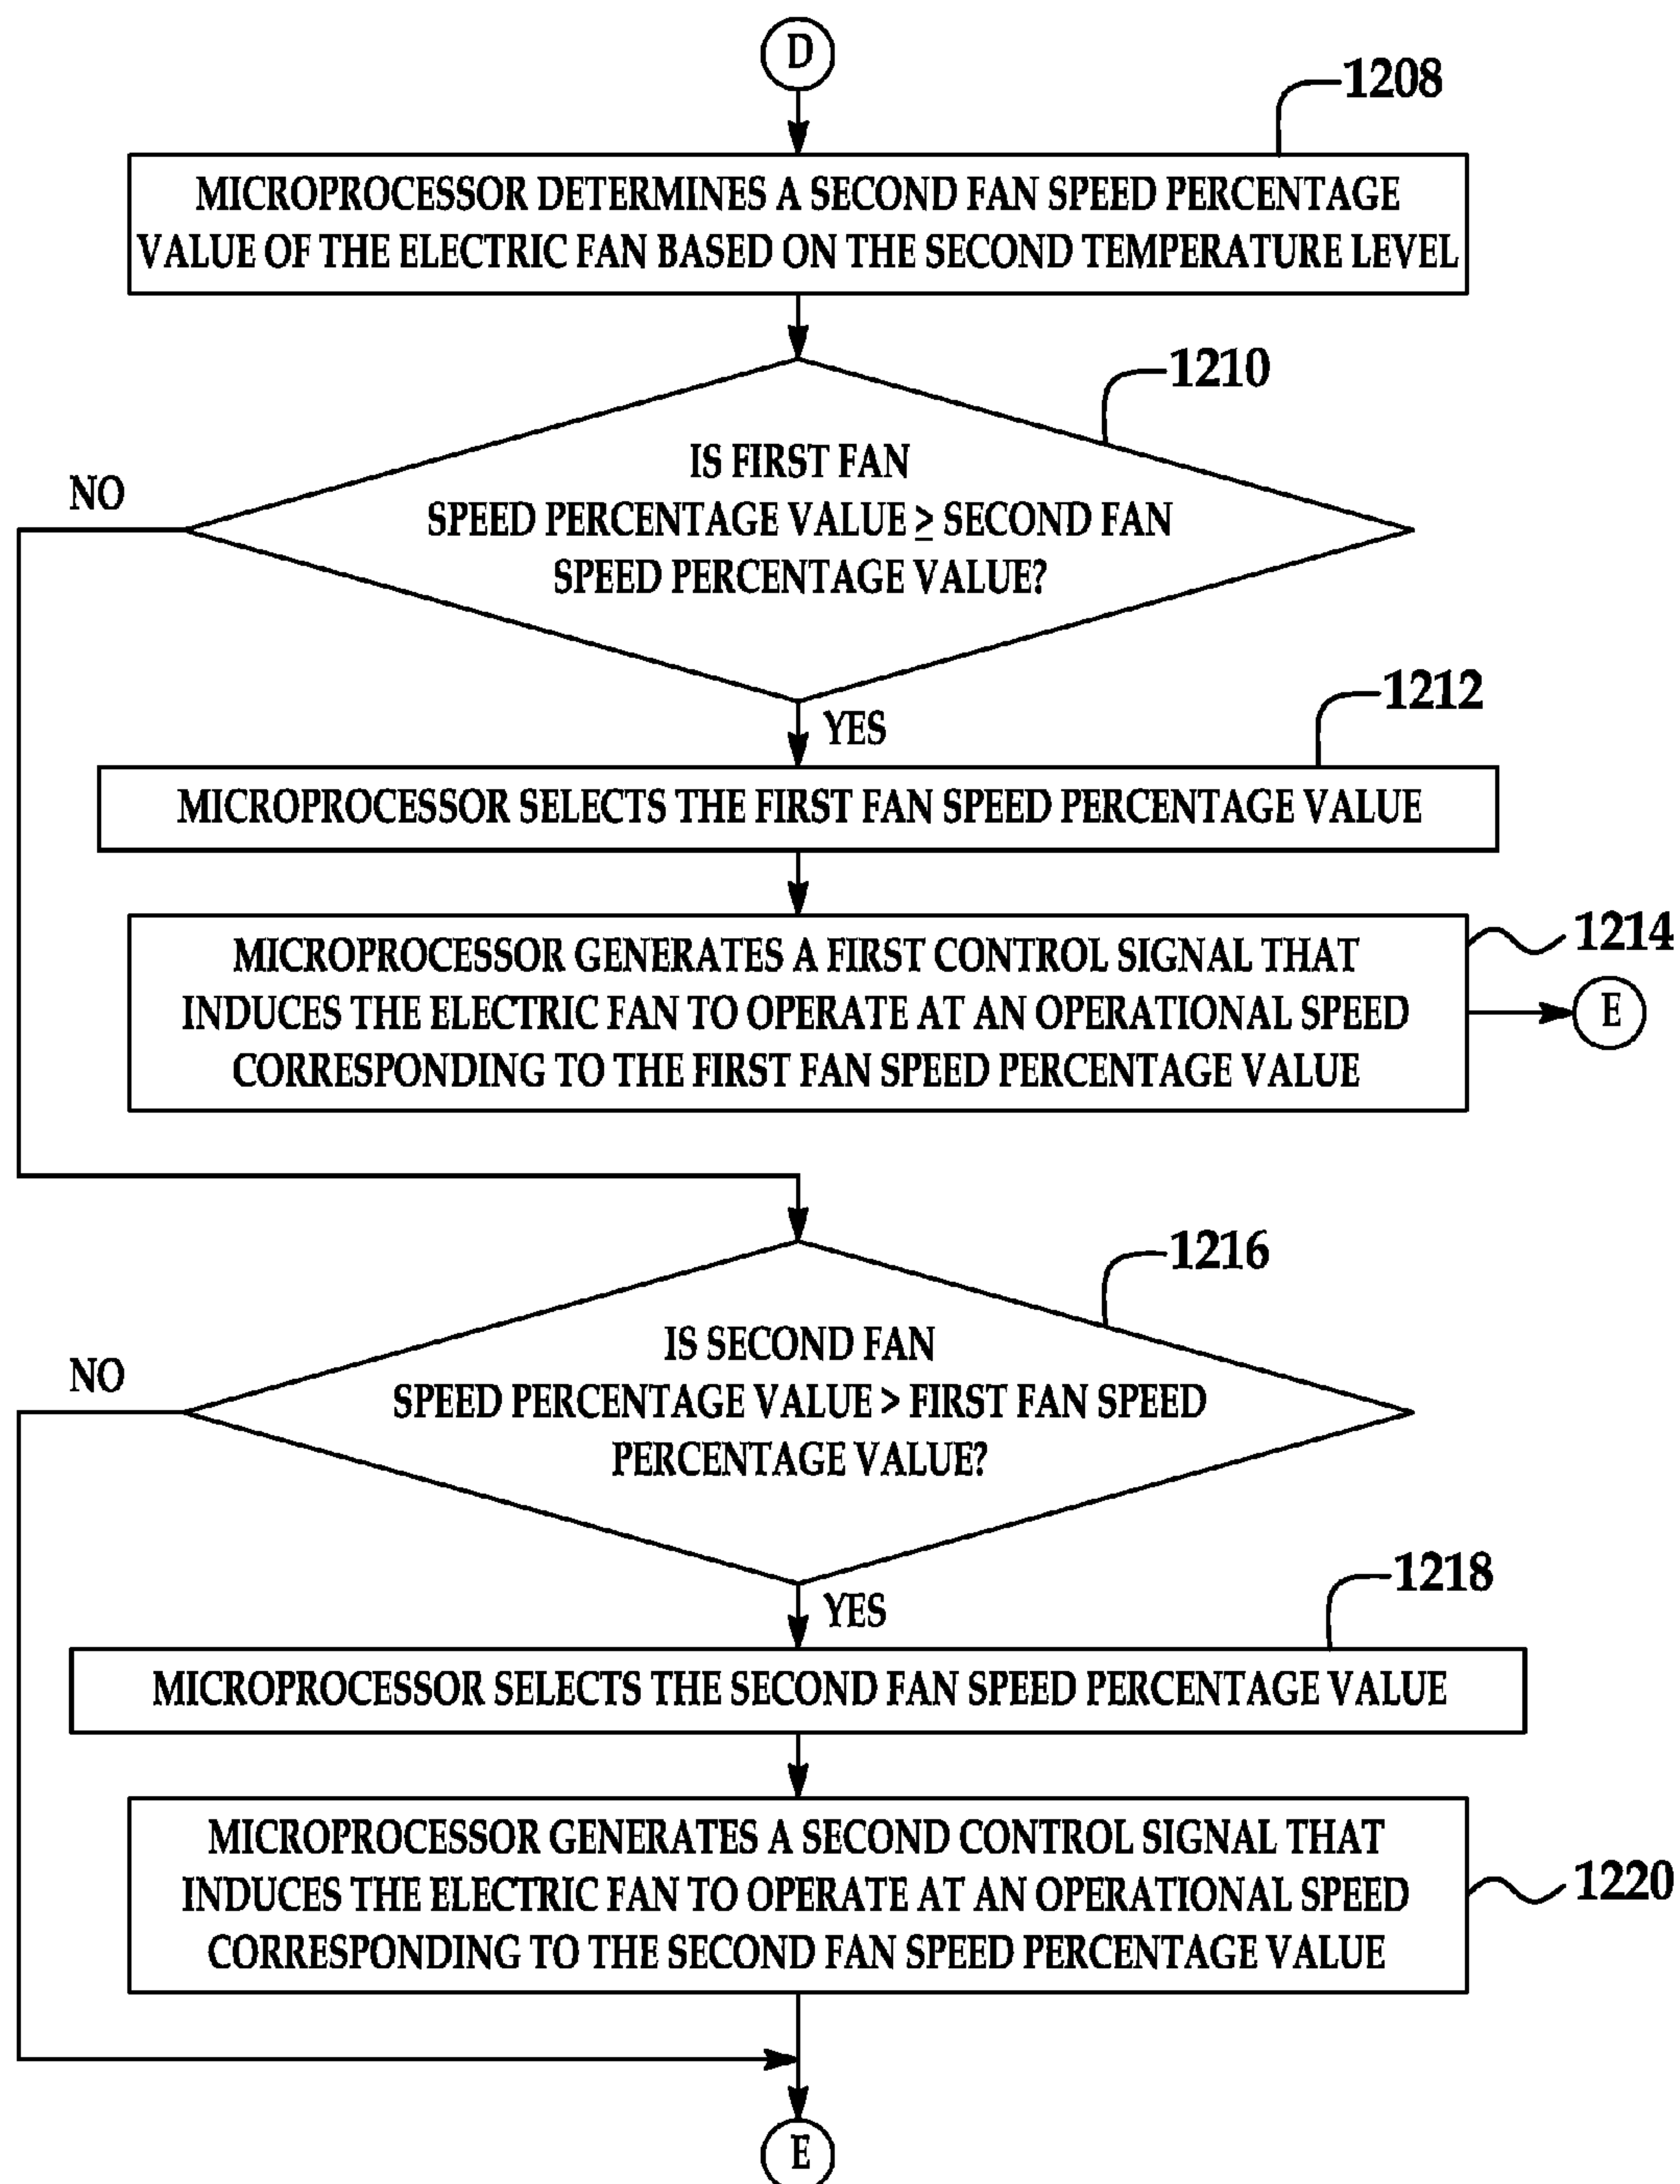 D
1208
MICROPROCESSOR DETERMINES A SECOND FAN SPEED PERCENTAGE
VALUE OF THE ELECTRIC FAN BASED ON THE SECOND TEMPERATURE LEVEL
1210
IS FIRST FAN
SPEED PERCENTAGE VALUE ≥ SECOND FAN
SPEED PERCENTAGE VALUE?
NO
YES
1212
MICROPROCESSOR SELECTS THE FIRST FAN SPEED PERCENTAGE VALUE
1214
MICROPROCESSOR GENERATES A FIRST CONTROL SIGNAL THAT
INDUCES THE ELECTRIC FAN TO OPERATE AT AN OPERATIONAL SPEED
CORRESPONDING TO THE FIRST FAN SPEED PERCENTAGE VALUE
E
1216
IS SECOND FAN
SPEED PERCENTAGE VALUE > FIRST FAN SPEED
PERCENTAGE VALUE?
NO
YES
1218
MICROPROCESSOR SELECTS THE SECOND FAN SPEED PERCENTAGE VALUE
MICROPROCESSOR GENERATES A SECOND CONTROL SIGNAL THAT
INDUCES THE ELECTRIC FAN TO OPERATE AT AN OPERATIONAL SPEED
CORRESPONDING TO THE SECOND FAN SPEED PERCENTAGE VALUE
1220
E